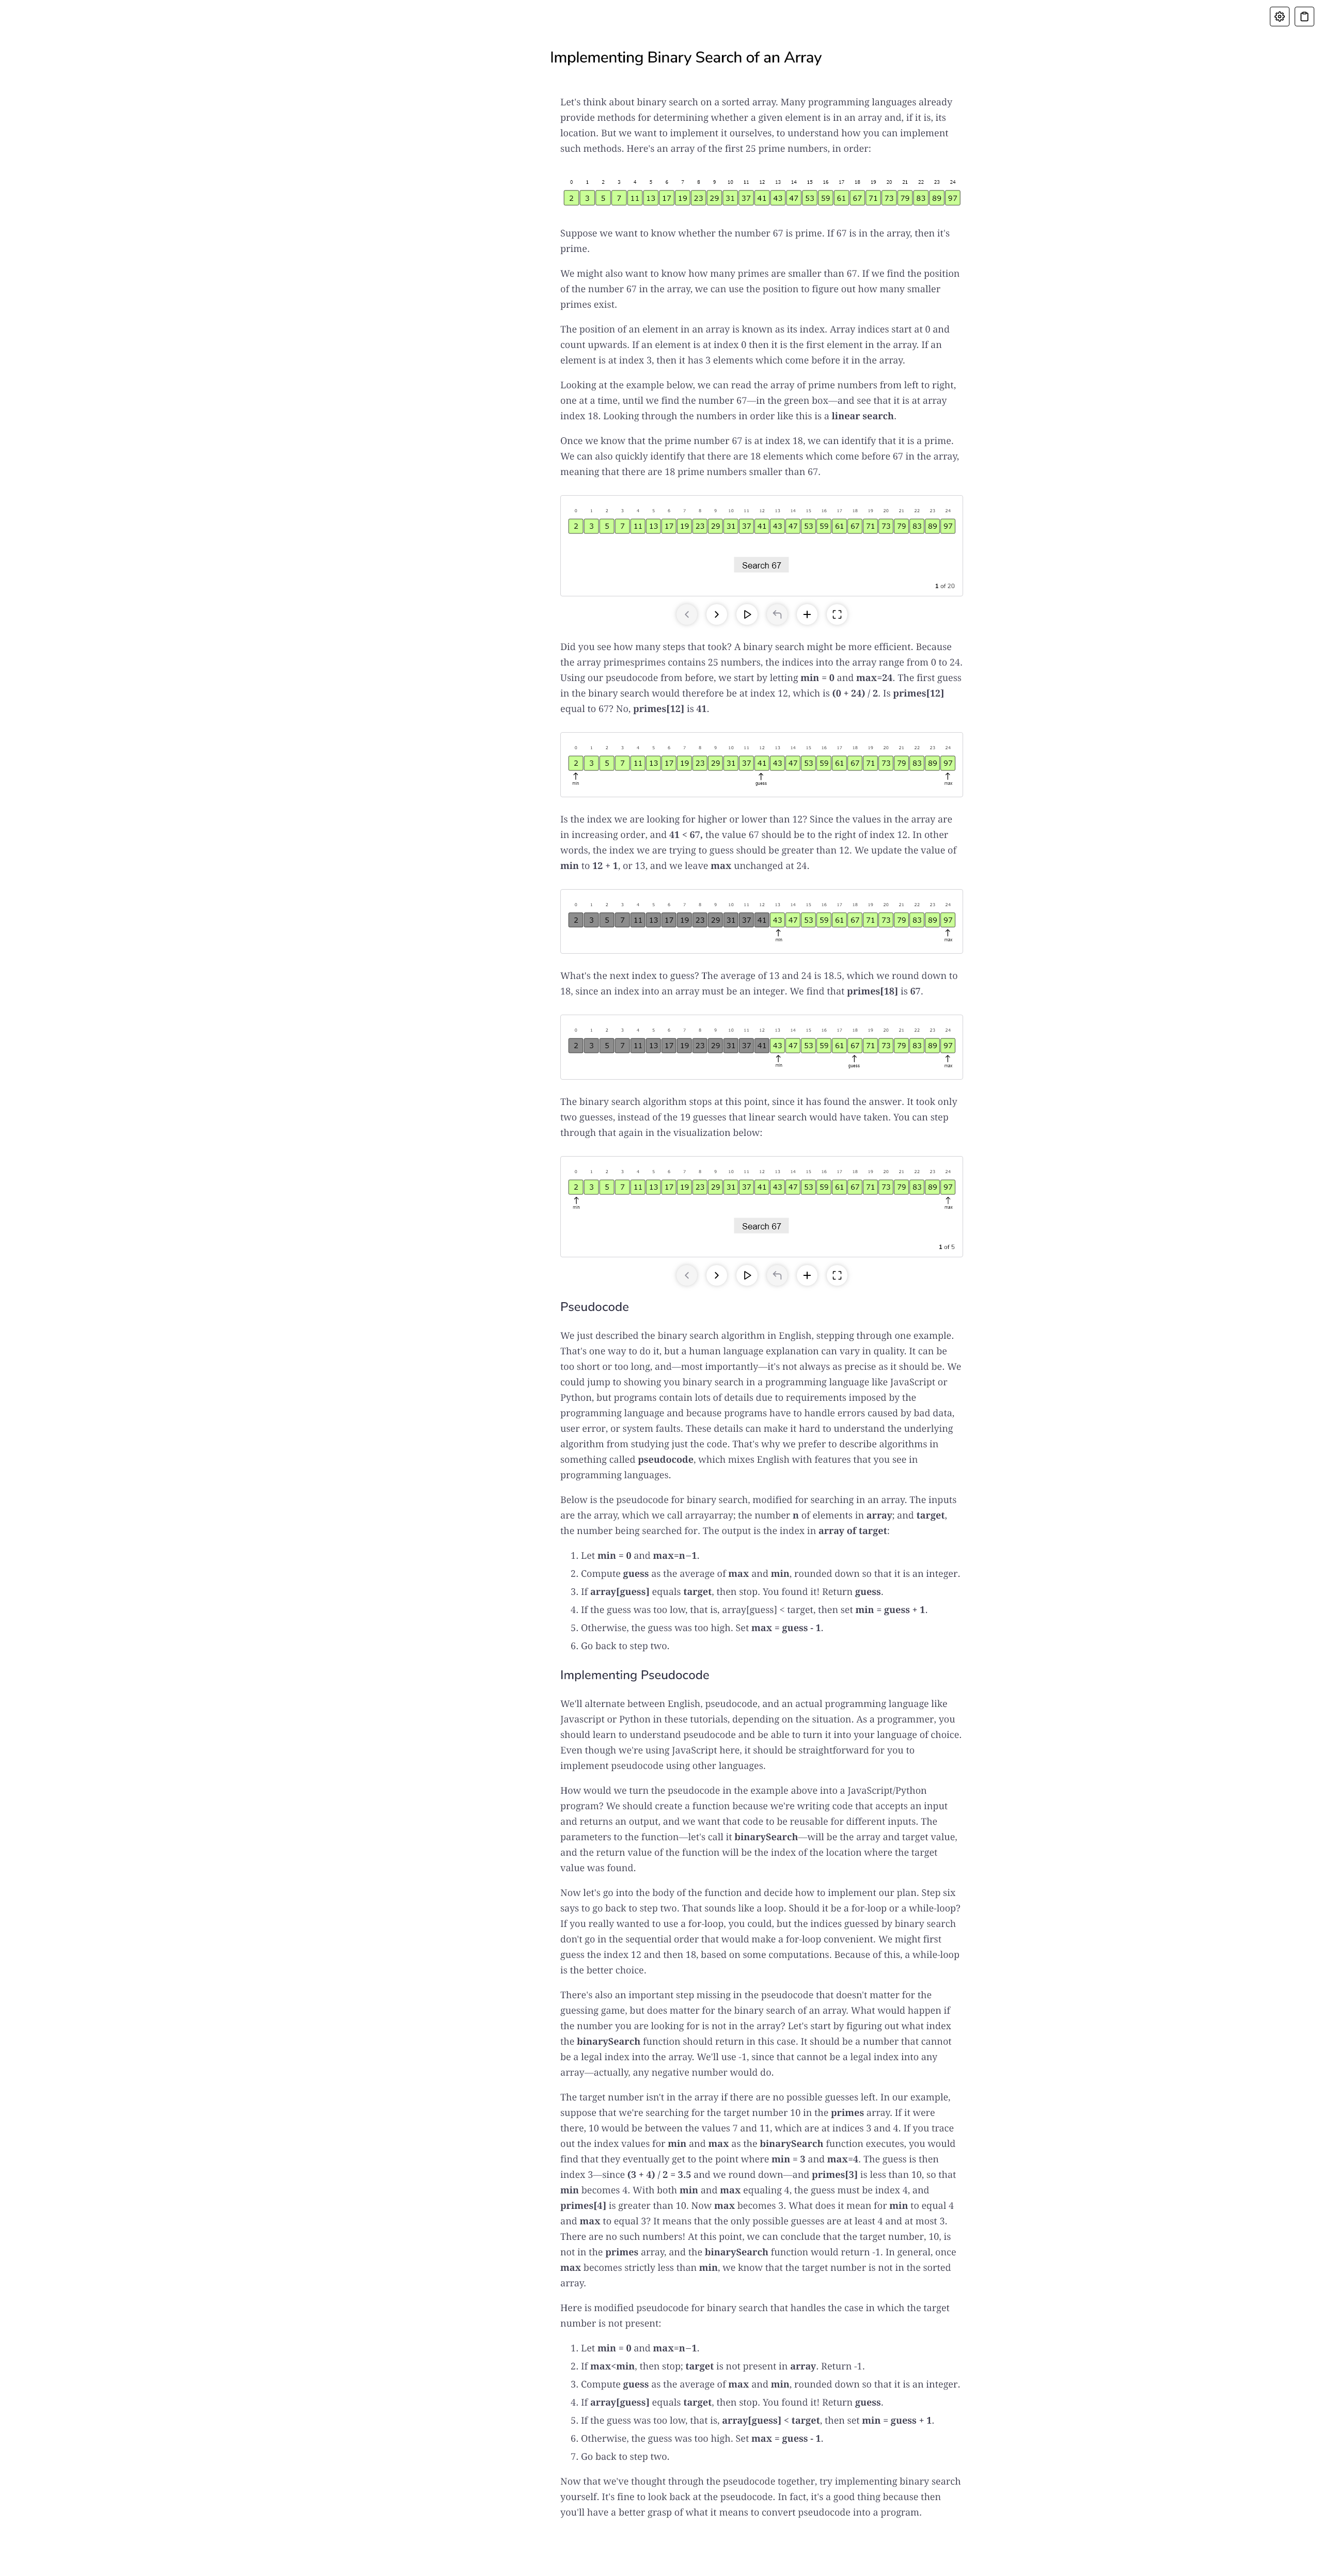 Implementing Binary Search of an Array
Let's think about binary search on a sorted array. Many programming languages already
provide methods for determining whether a given element is in an array and, if it is, its
location. But we want to implement it ourselves, to understand how you can implement
such methods. Here's an array of the first 25 prime numbers, in order:
0 1 2 3 4 5 6 7 8 9 10 11 12 13 14 15 16 17 18 19 20 21 22 23 24
2 3 5 7 11 13 17 19 23 29 31 37 41 43 47 53 59 61 67 71 73 79 83 89 97
Suppose we want to know whether the number 67 is prime. If 67 is in the array, then it's
prime.
We might also want to know how many primes are smaller than 67. If we find the position
of the number 67 in the array, we can use the position to figure out how many smaller
primes exist.
The position of an element in an array is known as its index. Array indices start at 0 and
count upwards. If an element is at index 0 then it is the first element in the array. If an
element is at index 3, then it has 3 elements which come before it in the array.
Looking at the example below, we can read the array of prime numbers from left to right,
one at a time, until we find the number 67—in the green box—and see that it is at array
index 18. Looking through the numbers in order like this is a linear search.
Once we know that the prime number 67 is at index 18, we can identify that it is a prime.
We can also quickly identify that there are 18 elements which come before 67 in the array,
meaning that there are 18 prime numbers smaller than 67.
0 1 2 3 4 5 6 7 8 9 10 11 12 13 14 15 16 17 18 19 20 21 22 23 24
2 3 5 7 11 13 17 19 23 29 31 37 41 43 47 53 59 61 67 71 73 79 83 89 97
Search 67
1 of 20
Did you see how many steps that took? A binary search might be more efficient. Because
the array primesprimes contains 25 numbers, the indices into the array range from 0 to 24.
Using our pseudocode from before, we start by letting min = 0 and max=24. The first guess
in the binary search would therefore be at index 12, which is (0 + 24) / 2. Is primes[12]
equal to 67? No, primes[12] is 41.
0 1 2 3 4 5 6 7 8 9 10 11 12 13 14 15 16 17 18 19 20 21 22 23 24
2 3 5 7 11 13 17 19 23 29 31 37 41 43 47 53 59 61 67 71 73 79 83 89 97
min guess max
Is the index we are looking for higher or lower than 12? Since the values in the array are
in increasing order, and 41 < 67, the value 67 should be to the right of index 12. In other
words, the index we are trying to guess should be greater than 12. We update the value of
min to 12 + 1, or 13, and we leave max unchanged at 24.
0 1 2 3 4 5 6 7 8 9 10 11 12 13 14 15 16 17 18 19 20 21 22 23 24
2 3 5 7 11 13 17 19 23 29 31 37 41 43 47 53 59 61 67 71 73 79 83 89 97
min max
What's the next index to guess? The average of 13 and 24 is 18.5, which we round down to
18, since an index into an array must be an integer. We find that primes[18] is 67.
0 1 2 3 4 5 6 7 8 9 10 11 12 13 14 15 16 17 18 19 20 21 22 23 24
2 3 5 7 11 13 17 19 23 29 31 37 41 43 47 53 59 61 67 71 73 79 83 89 97
min guess max
The binary search algorithm stops at this point, since it has found the answer. It took only
two guesses, instead of the 19 guesses that linear search would have taken. You can step
through that again in the visualization below:
0 1 2 3 4 5 6 7 8 9 10 11 12 13 14 15 16 17 18 19 20 21 22 23 24
2 3 5 7 11 13 17 19 23 29 31 37 41 43 47 53 59 61 67 71 73 79 83 89 97
min max
Search 67
1 of 5
Pseudocode
We just described the binary search algorithm in English, stepping through one example.
That's one way to do it, but a human language explanation can vary in quality. It can be
too short or too long, and—most importantly—it's not always as precise as it should be. We
could jump to showing you binary search in a programming language like JavaScript or
Python, but programs contain lots of details due to requirements imposed by the
programming language and because programs have to handle errors caused by bad data,
user error, or system faults. These details can make it hard to understand the underlying
algorithm from studying just the code. That's why we prefer to describe algorithms in
something called pseudocode, which mixes English with features that you see in
programming languages.
Below is the pseudocode for binary search, modified for searching in an array. The inputs
are the array, which we call arrayarray; the number n of elements in array; and target,
the number being searched for. The output is the index in array of target:
1. Let min = 0 and max=n−1.
2. Compute guess as the average of max and min, rounded down so that it is an integer.
3. If array[guess] equals target, then stop. You found it! Return guess.
4. If the guess was too low, that is, array[guess] < target, then set min = guess + 1.
5. Otherwise, the guess was too high. Set max = guess - 1.
6. Go back to step two.
Implementing Pseudocode
We'll alternate between English, pseudocode, and an actual programming language like
Javascript or Python in these tutorials, depending on the situation. As a programmer, you
should learn to understand pseudocode and be able to turn it into your language of choice.
Even though we're using JavaScript here, it should be straightforward for you to
implement pseudocode using other languages.
How would we turn the pseudocode in the example above into a JavaScript/Python
program? We should create a function because we're writing code that accepts an input
and returns an output, and we want that code to be reusable for different inputs. The
parameters to the function—let's call it binarySearch—will be the array and target value,
and the return value of the function will be the index of the location where the target
value was found.
Now let's go into the body of the function and decide how to implement our plan. Step six
says to go back to step two. That sounds like a loop. Should it be a for-loop or a while-loop?
If you really wanted to use a for-loop, you could, but the indices guessed by binary search
don't go in the sequential order that would make a for-loop convenient. We might first
guess the index 12 and then 18, based on some computations. Because of this, a while-loop
is the better choice.
There's also an important step missing in the pseudocode that doesn't matter for the
guessing game, but does matter for the binary search of an array. What would happen if
the number you are looking for is not in the array? Let's start by figuring out what index
the binarySearch function should return in this case. It should be a number that cannot
be a legal index into the array. We'll use -1, since that cannot be a legal index into any
array—actually, any negative number would do.
The target number isn't in the array if there are no possible guesses left. In our example,
suppose that we're searching for the target number 10 in the primes array. If it were
there, 10 would be between the values 7 and 11, which are at indices 3 and 4. If you trace
out the index values for min and max as the binarySearch function executes, you would
find that they eventually get to the point where min = 3 and max=4. The guess is then
index 3—since (3 + 4) / 2 = 3.5 and we round down—and primes[3] is less than 10, so that
min becomes 4. With both min and max equaling 4, the guess must be index 4, and
primes[4] is greater than 10. Now max becomes 3. What does it mean for min to equal 4
and max to equal 3? It means that the only possible guesses are at least 4 and at most 3.
There are no such numbers! At this point, we can conclude that the target number, 10, is
not in the primes array, and the binarySearch function would return -1. In general, once
max becomes strictly less than min, we know that the target number is not in the sorted
array.
Here is modified pseudocode for binary search that handles the case in which the target
number is not present:
1. Let min = 0 and max=n−1.
2. If max<min, then stop; target is not present in array. Return -1.
3. Compute guess as the average of max and min, rounded down so that it is an integer.
4. If array[guess] equals target, then stop. You found it! Return guess.
5. If the guess was too low, that is, array[guess] < target, then set min = guess + 1.
6. Otherwise, the guess was too high. Set max = guess - 1.
7. Go back to step two.
Now that we've thought through the pseudocode together, try implementing binary search
yourself. It's fine to look back at the pseudocode. In fact, it's a good thing because then
you'll have a better grasp of what it means to convert pseudocode into a program.